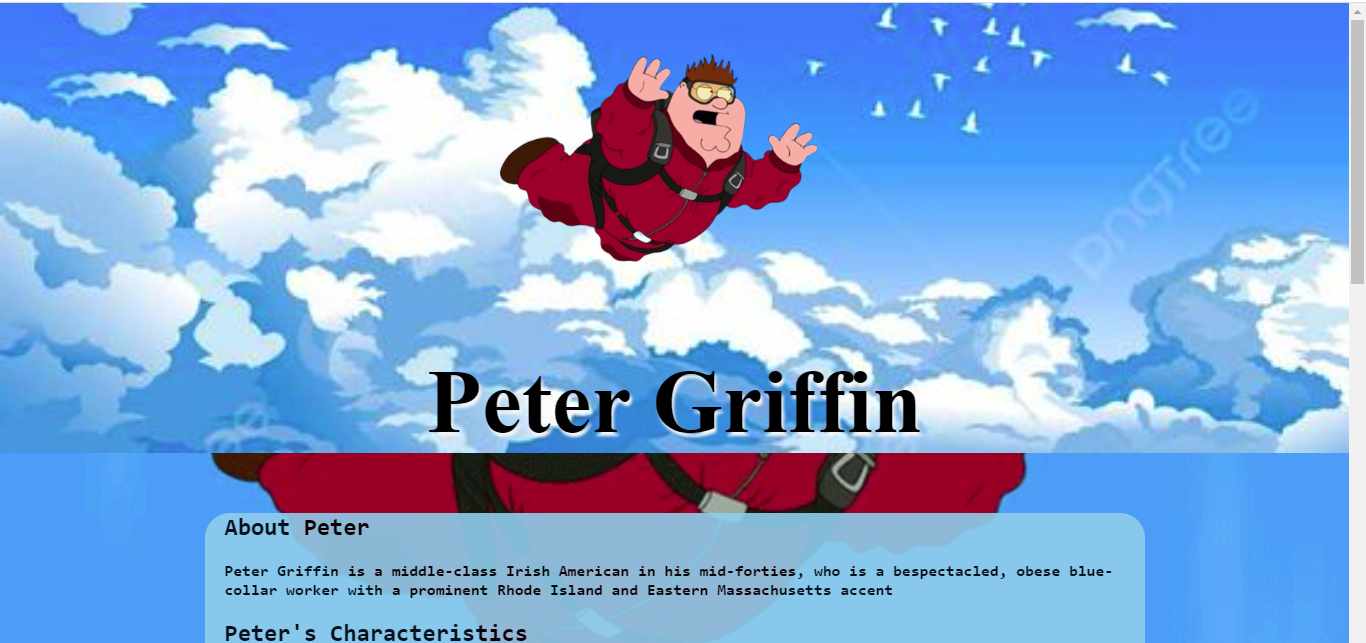 pngtree
Peter Griffin
About Peter
Peter Griffin is a middle-class Irish American in his mid-forties, who is a bespectacled, obese blue-
collar worker with a prominent Rhode Island and Eastern Massachusetts accent
Peter's Characteristics